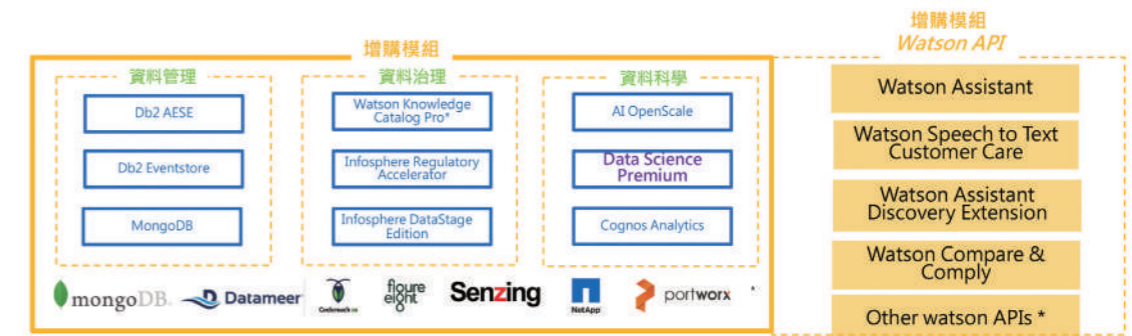 增購模組
資料管理
Db2 AESE
Db2 Eventstore
MongoDB
資料治理
Watson Knowledge
Catalog Pro*
Infosphere Regulatory
Accelerator
Infosphere DataStage
Edition
資料科學
AI OpenScale
Data Science
Premium
Cognos Analytics
mongoDB.
Datameer
Cockroach
figure
eight
Senzing
NetApp
portworx
增購模組
Watson API
Watson Assistant
Watson Speech to Text
Customer Care
Watson Assistant
Discovery Extension
Watson Compare &
Comply
Other watson APIs *